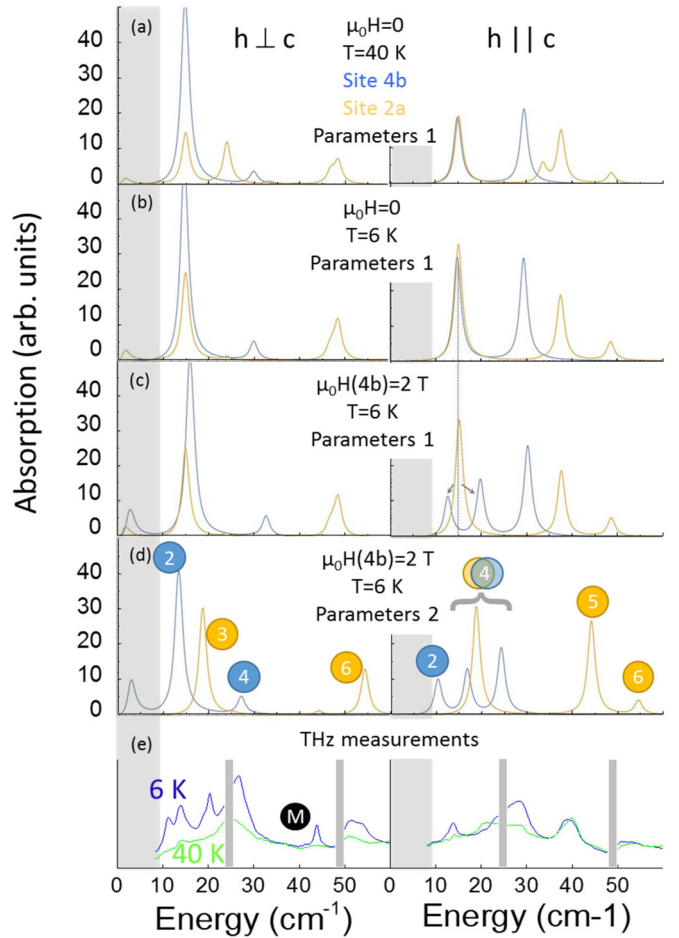 (a)
h ⊥ c
μ₀H=0
T=40 K
Site 4b
Site 2a
Parameters 1
h || c
40
30
20
10
0
(b)
μ₀H=0
T=6 K
Parameters 1
40
30
20
10
0
(c)
μ₀H(4b)=2 T
T=6 K
Parameters 1
40
30
20
10
0
(d)
μ₀H(4b)=2 T
T=6 K
Parameters 2
40
30
20
10
0
2
3
4
6
2
4
5
6
Absorption (arb. units)
(e)
THz measurements
6 K
40 K
M
0 10 20 30 40 50
0 10 20 30 40 50
Energy (cm⁻¹)
Energy (cm-1)